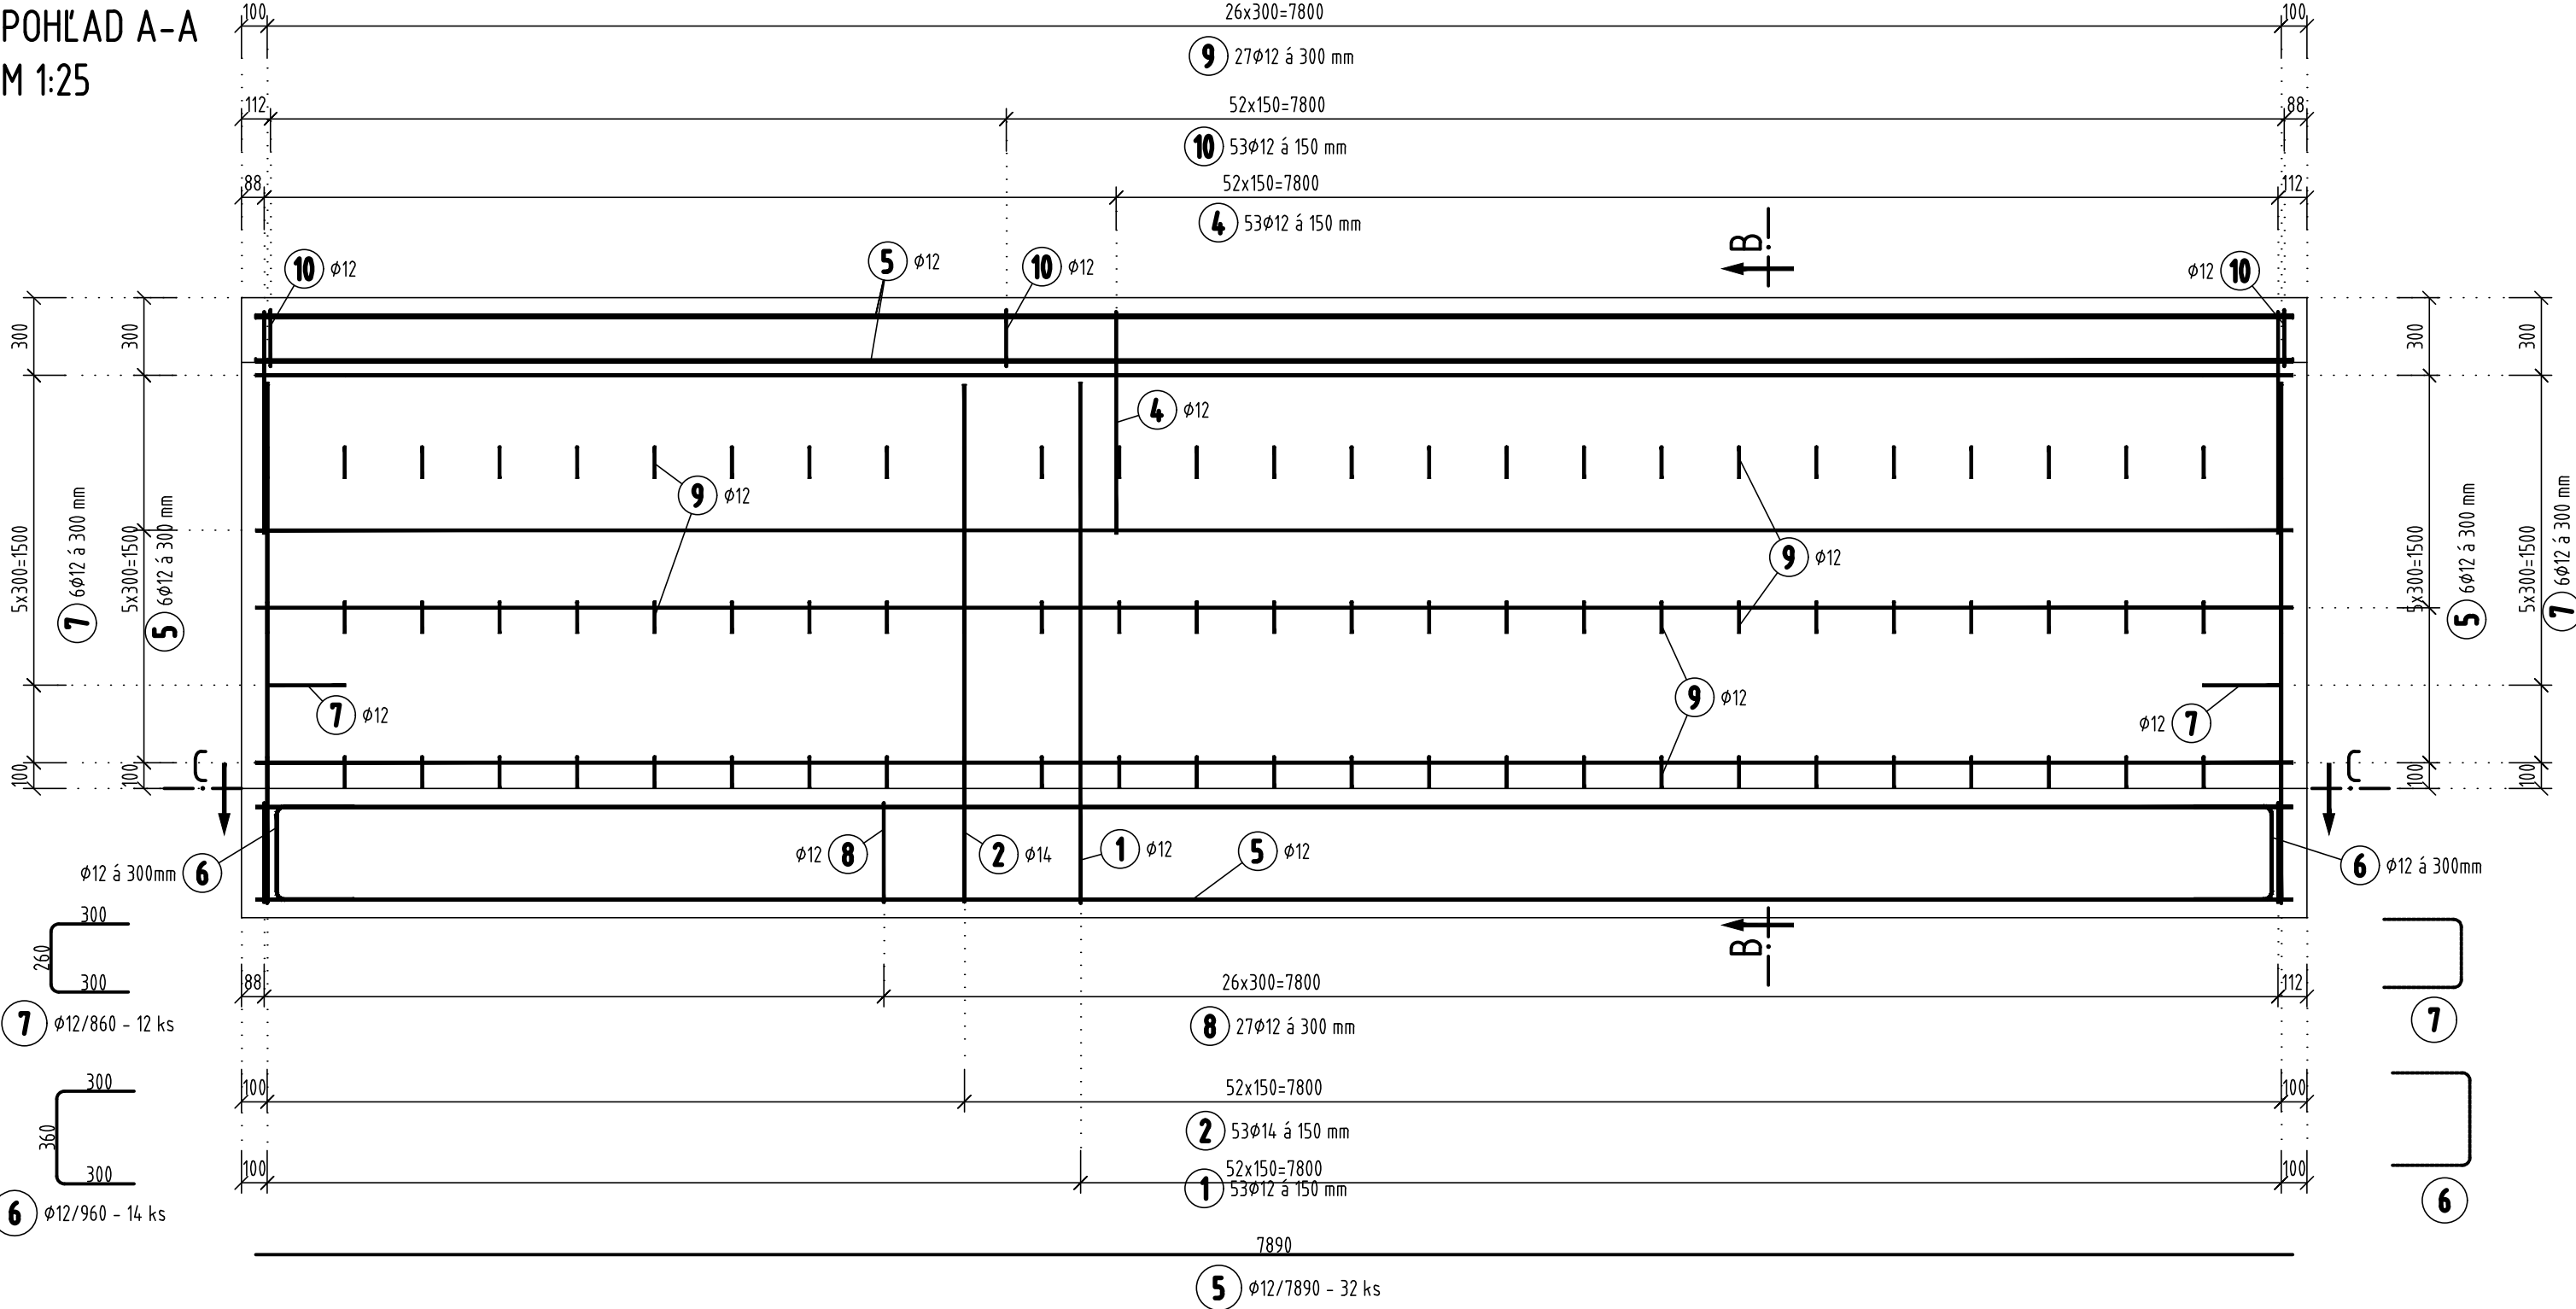 POHĽAD A-A
M 1:25
100 26x300=7800 100
9 27ø12 á 300 mm
112 52x150=7800 88
10 53ø12 á 150 mm
88 52x150=7800 112
4 53ø12 á 150 mm
B
10 ø12
5 ø12
10 ø12
ø12 10
300
300
300
300
4 ø12
9 ø12
9 ø12
5x300=1500
7 6ø12 á 300 mm
5x300=1500
5 6ø12 á 300 mm
5x300=1500
5 6ø12 á 300 mm
5x300=1500
7 6ø12 á 300 mm
7 ø12
9 ø12
ø12 7
100
100
C
C
100
100
ø12 á 300mm 6
ø12 8
2 ø14
1 ø12
5 ø12
6 ø12 á 300mm
300
260
300
7 ø12/860 - 12 ks
B
7
88 26x300=7800 112
8 27ø12 á 300 mm
300
360
300
6 ø12/960 - 14 ks
6
100 52x150=7800 100
2 53ø14 á 150 mm
100 52x150=7800 100
1 53ø12 á 150 mm
7890
5 ø12/7890 - 32 ks